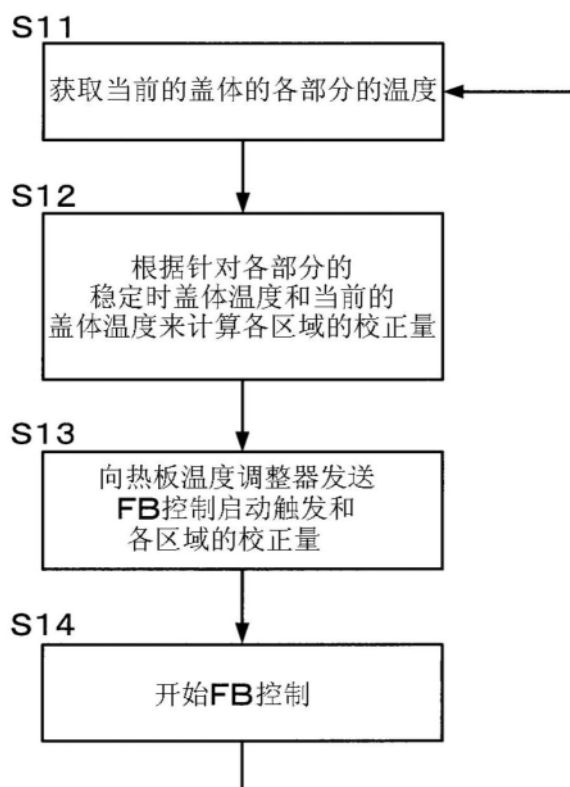 S11
获取当前的盖体的各部分的温度
S12
根据针对各部分的
稳定时盖体温度和当前的
盖体温度来计算各区域的校正量
S13
向热板温度调整器发送
FB控制启动触发和
各区域的校正量
S14
开始FB控制